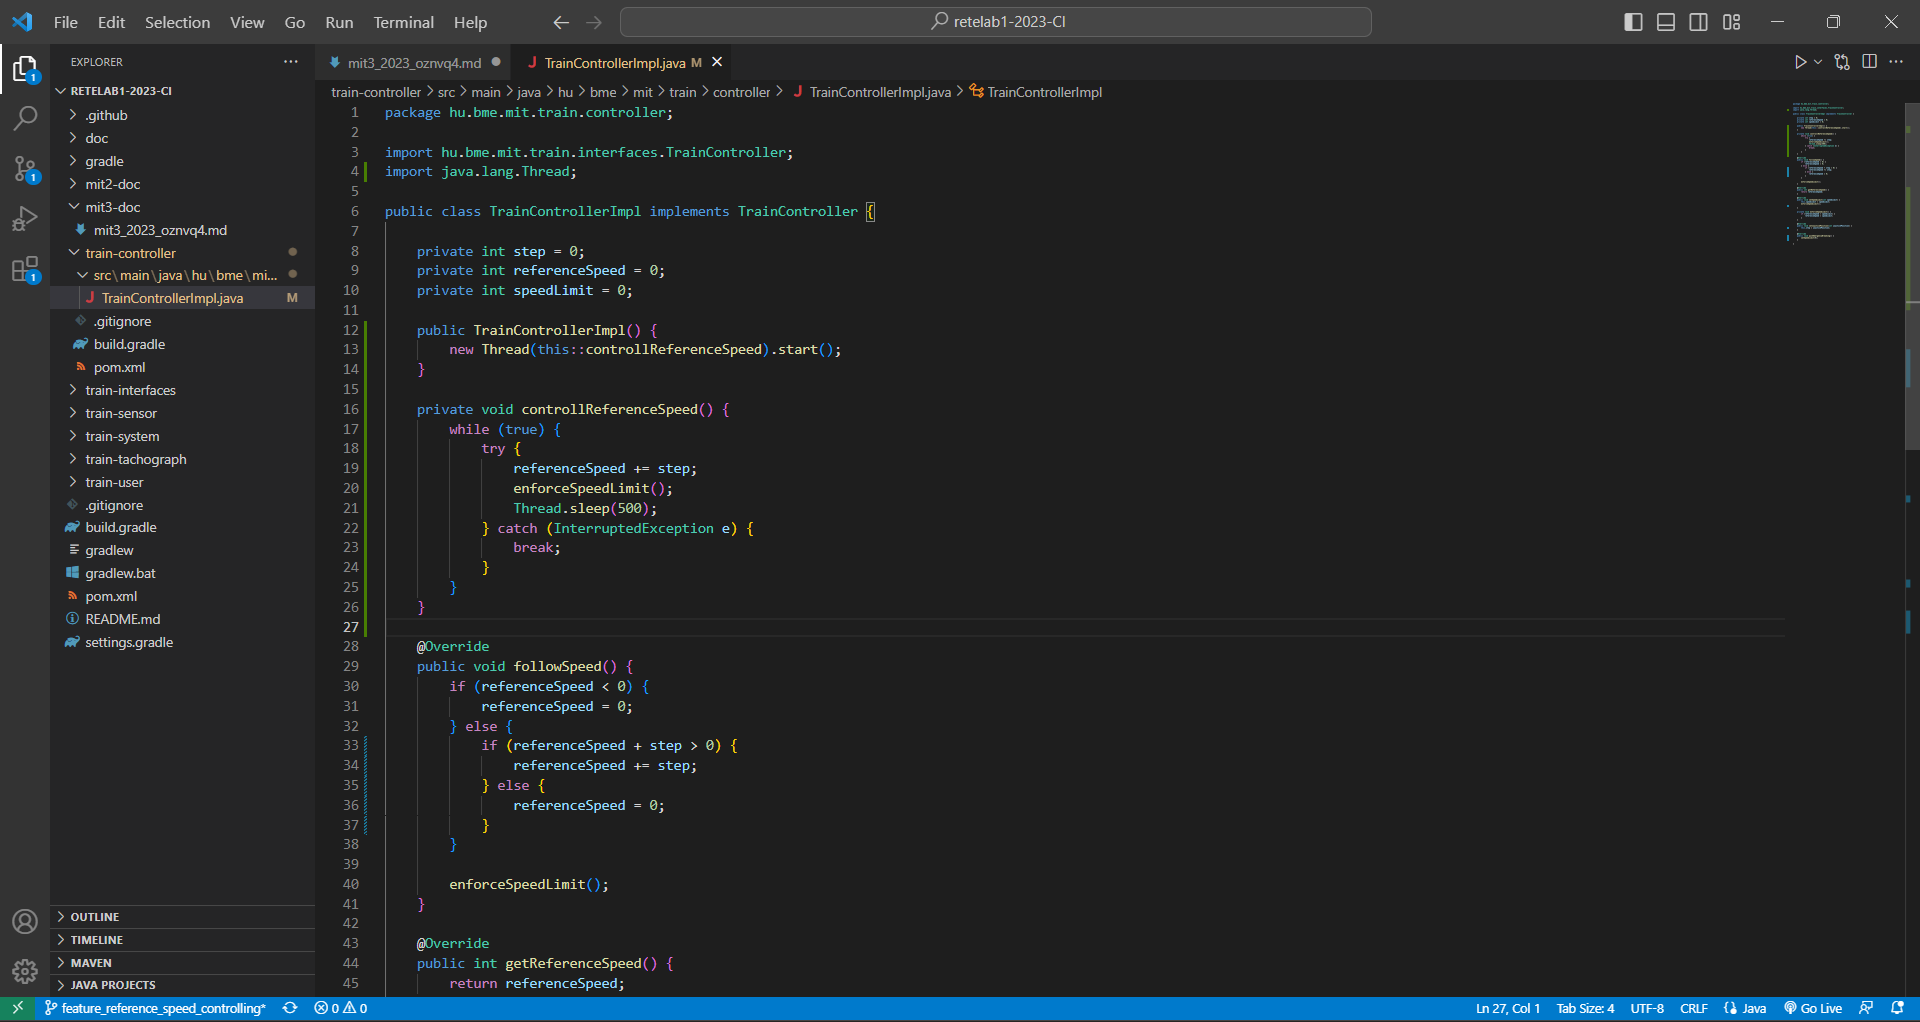 File Edit Selection View Go Run Terminal Help
retelab1-2023-CI
EXPLORER
RETELAB1-2023-CI
.github
doc
gradle
mit2-doc
mit3-doc
mit3_2023_oznvq4.md
train-controller
src\main\java\hu\bme\mi...
TrainControllerImpl.java M
.gitignore
build.gradle
pom.xml
train-interfaces
train-sensor
train-system
train-tachograph
train-user
.gitignore
build.gradle
gradlew
gradlew.bat
pom.xml
README.md
settings.gradle
OUTLINE
TIMELINE
MAVEN
JAVA PROJECTS
1
1
1
mit3_2023_oznvq4.md
TrainControllerImpl.java M
train-controller > src > main > java > hu > bme > mit > train > controller > TrainControllerImpl.java > TrainControllerImpl
1 package hu.bme.mit.train.controller;
2
3 import hu.bme.mit.train.interfaces.TrainController;
4 import java.lang.Thread;
5
6 public class TrainControllerImpl implements TrainController {
7
8 private int step = 0;
9 private int referenceSpeed = 0;
10 private int speedLimit = 0;
11
12 public TrainControllerImpl() {
13 new Thread(this::controllReferenceSpeed).start();
14 }
15
16 private void controllReferenceSpeed() {
17 while (true) {
18 try {
19 referenceSpeed += step;
20 enforceSpeedLimit();
21 Thread.sleep(500);
22 } catch (InterruptedException e) {
23 break;
24 }
25 }
26 }
27
28 @Override
29 public void followSpeed() {
30 if (referenceSpeed < 0) {
31 referenceSpeed = 0;
32 } else {
33 if (referenceSpeed + step > 0) {
34 referenceSpeed += step;
35 } else {
36 referenceSpeed = 0;
37 }
38 }
39
40 enforceSpeedLimit();
41 }
42
43 @Override
44 public int getReferenceSpeed() {
45 return referenceSpeed;
feature_reference_speed_controlling* 0 0
Ln 27, Col 1 Tab Size: 4 UTF-8 CRLF {} Java Go Live